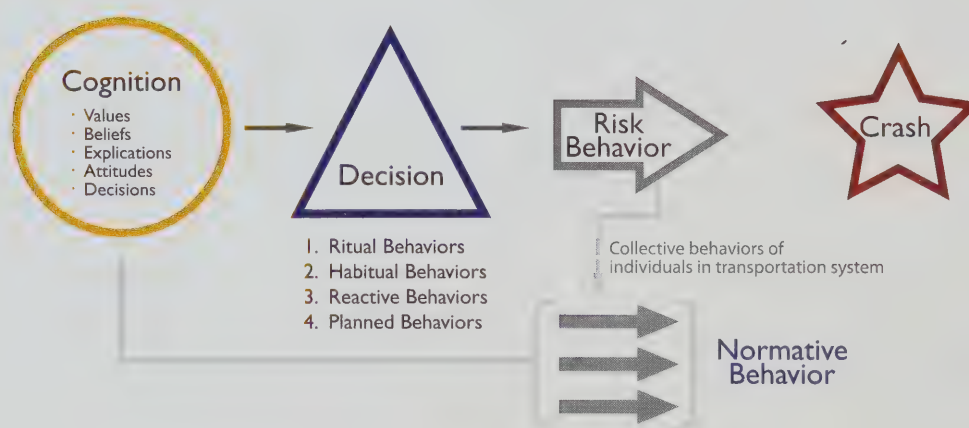 Cognition
· Values
· Beliefs
· Explications
· Attitudes
· Decisions
Decision
1. Ritual Behaviors
2. Habitual Behaviors
3. Reactive Behaviors
4. Planned Behaviors
Risk
Behavior
Crash
Collective behaviors of
individuals in transportation system
Normative
Behavior